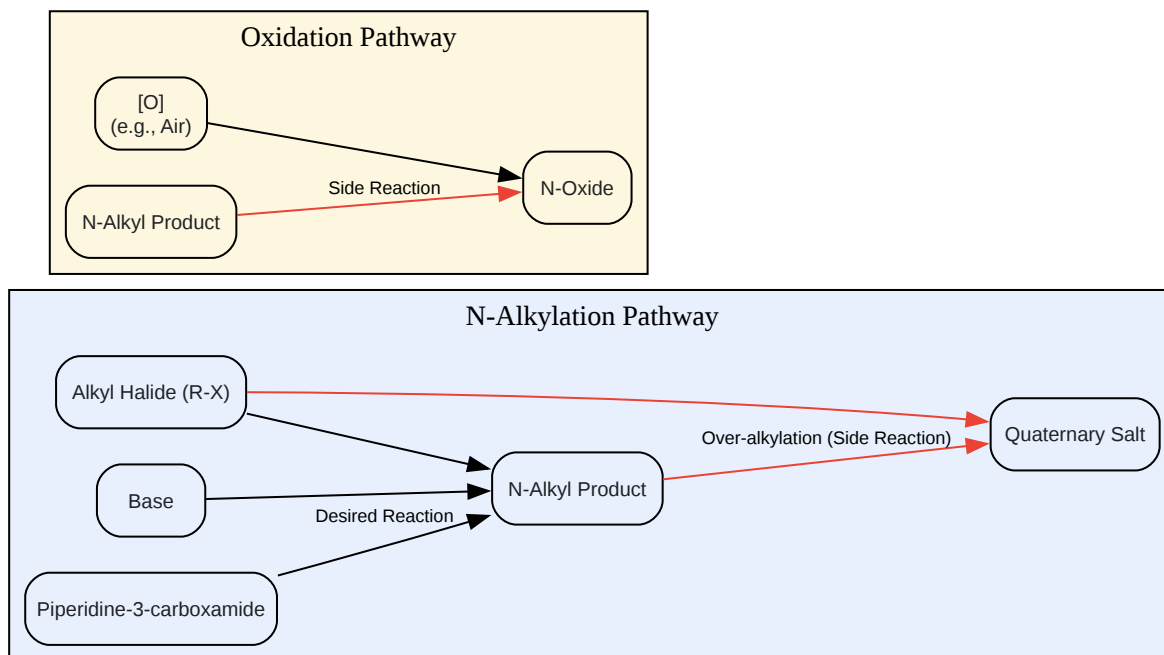 Oxidation Pathway
[O]
(e.g., Air)
Side Reaction
N-Oxide
N-Alkyl Product
N-Alkylation Pathway
Alkyl Halide (R-X)
Over-alkylation (Side Reaction)
Quaternary Salt
Base
N-Alkyl Product
Desired Reaction
Piperidine-3-carboxamide